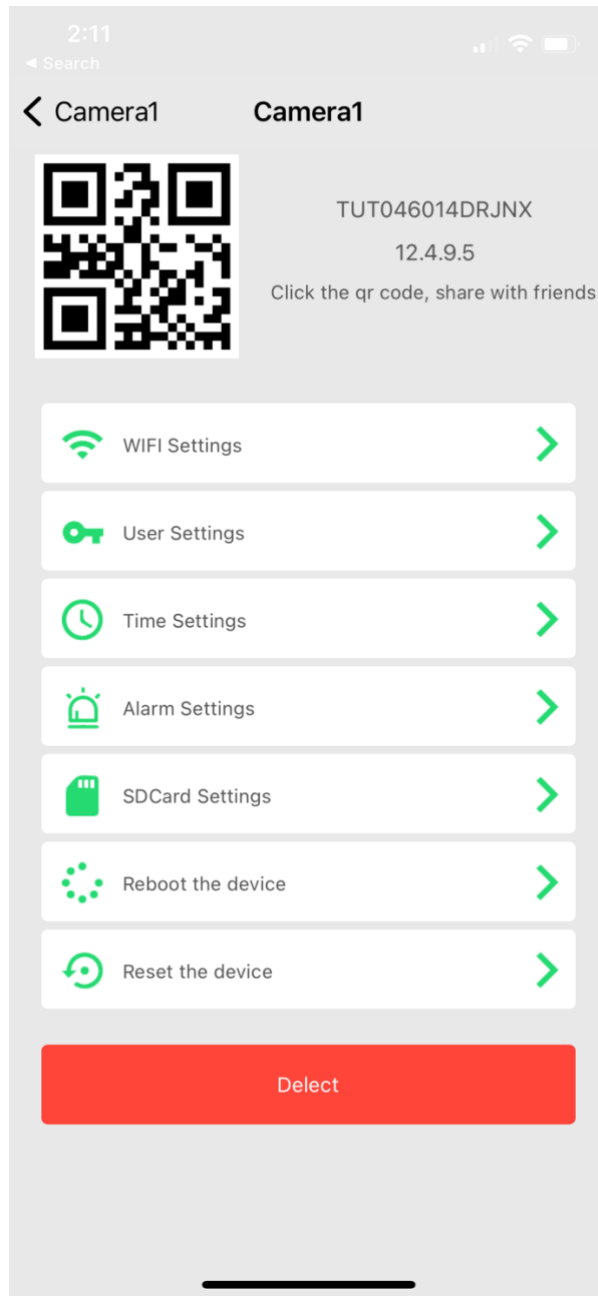 2:11
Search
Camera1
Camera1
TUT046014DRJNX
12.4.9.5
Click the qr code, share with friends
WIFI Settings
User Settings
Time Settings
Alarm Settings
SDCard Settings
Reboot the device
Reset the device
Delect